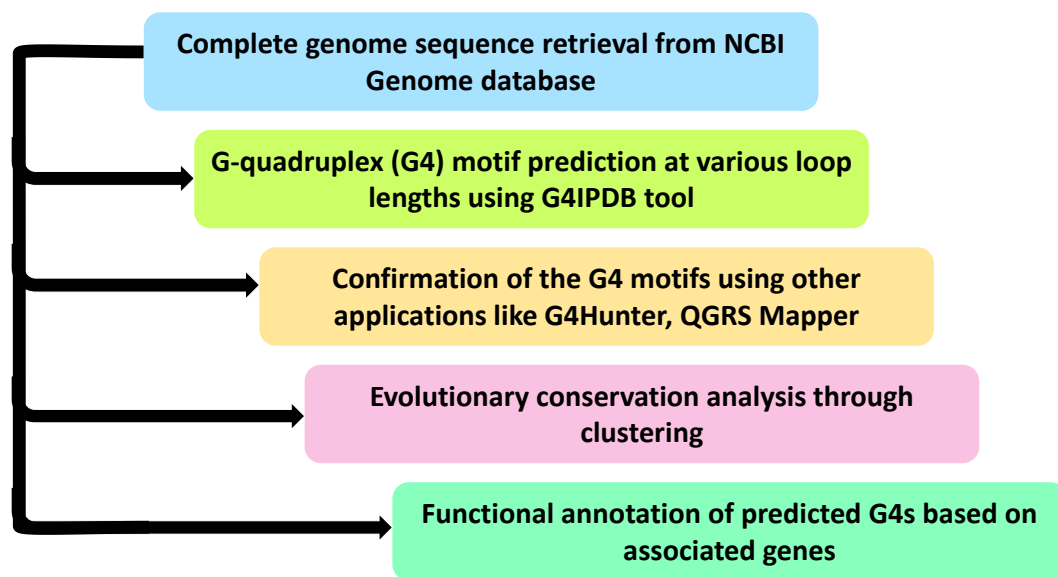 Complete genome sequence retrieval from NCBI
Genome database
G-quadruplex (G4) motif prediction at various loop
lengths using G4IPDB tool
Confirmation of the G4 motifs using other
applications like G4Hunter, QGRS Mapper
Evolutionary conservation analysis through
clustering
Functional annotation of predicted G4s based on
associated genes